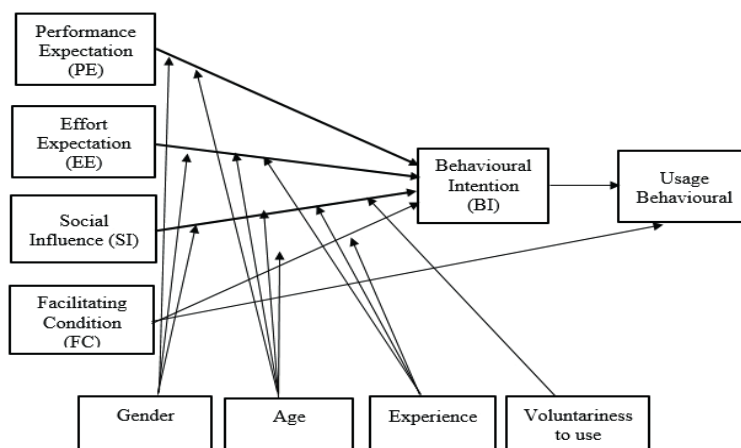 Performance
Expectation
(PE)
Effort
Expectation
(EE)
Social
Influence (SI)
Facilitating
Condition
(FC)
Behavioural
Intention
(BI)
Usage
Behavioural
Gender
Age
Experience
Voluntariness
to use